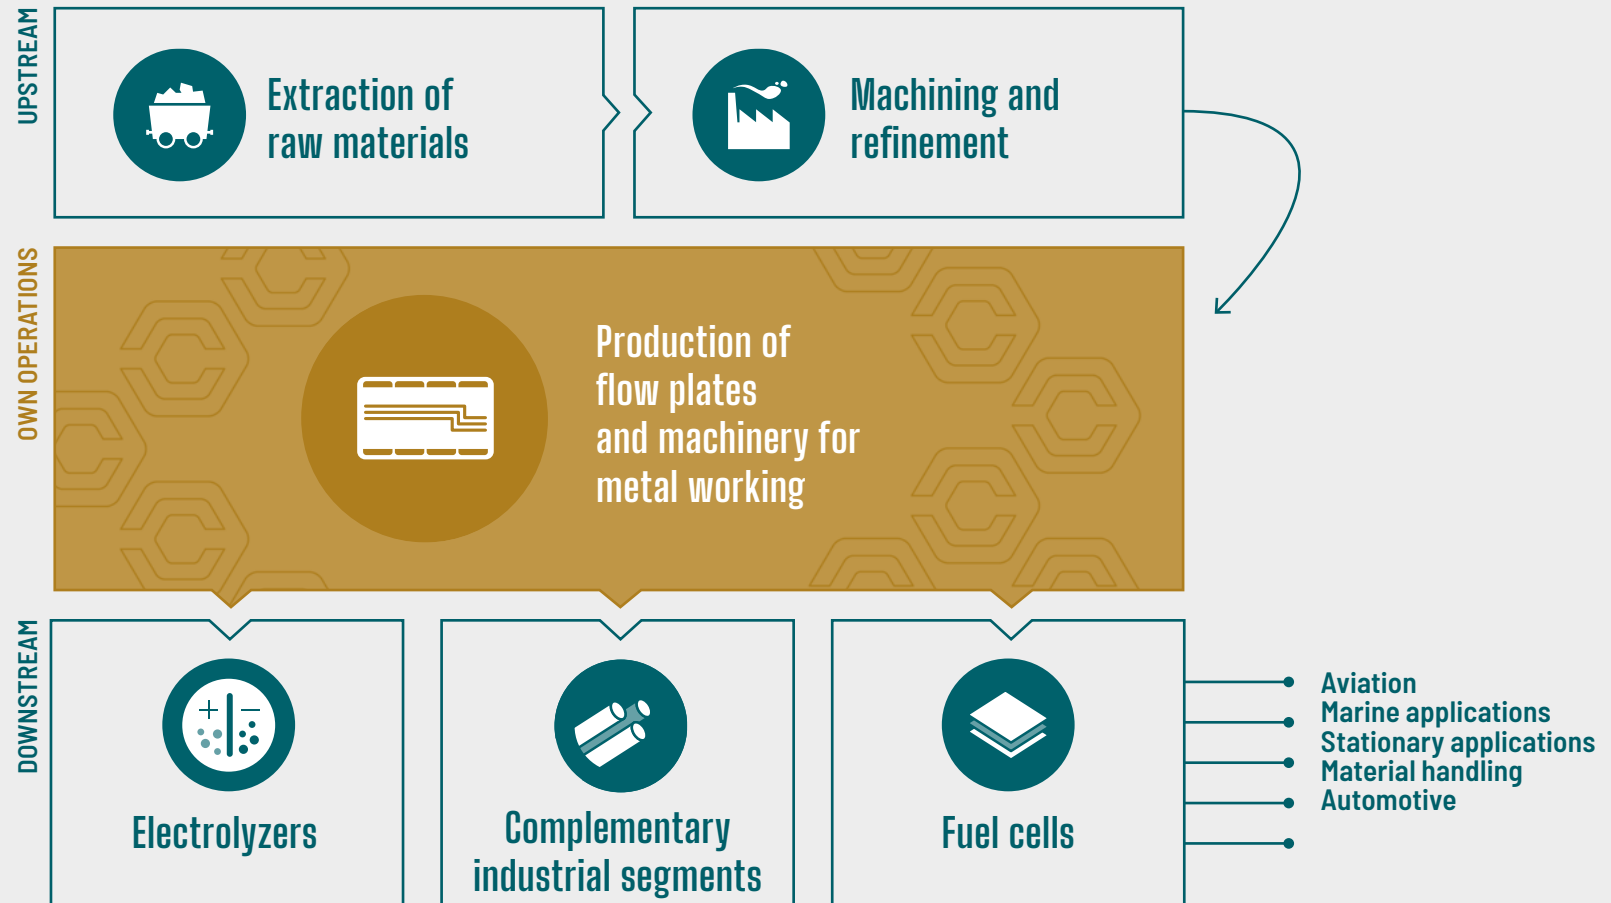 UPSTREAM
Extraction of
raw materials
Machining and
refinement
OWN OPERATIONS
Production of
flow plates
and machinery for
metal working
DOWNSTREAM
Electrolyzers
Complementary
industrial segments
Fuel cells
Aviation
Marine applications
Stationary applications
Material handling
Automotive